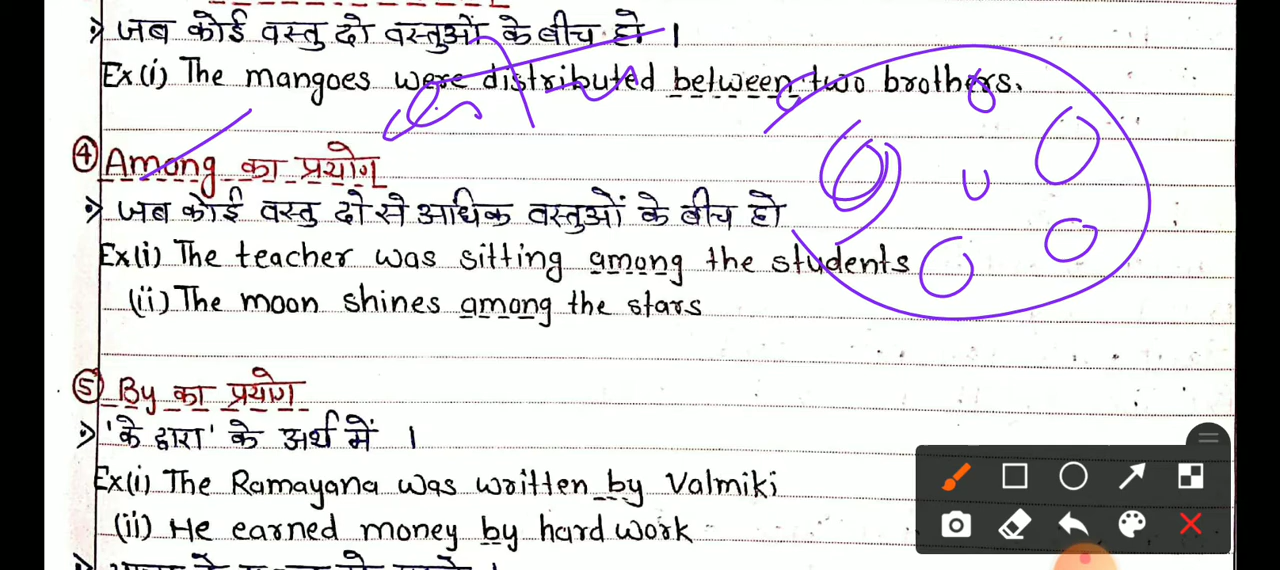 ⇒ जब कोई वस्तु दो वस्तुओं के बीच हो ।
Ex(i) The mangoes were distributed between two brothers.
④ Among का प्रयोग
⇒ जब कोई वस्तु दो से अधिक वस्तुओं के बीच हो
Ex(i) The teacher was sitting among the students
(ii) The moon shines among the stars
⑤ By का प्रयोग
> 'के द्वारा' के अर्थ में ।
Ex(i) The Ramayana was written by Valmiki
(ii) He earned money by hard work